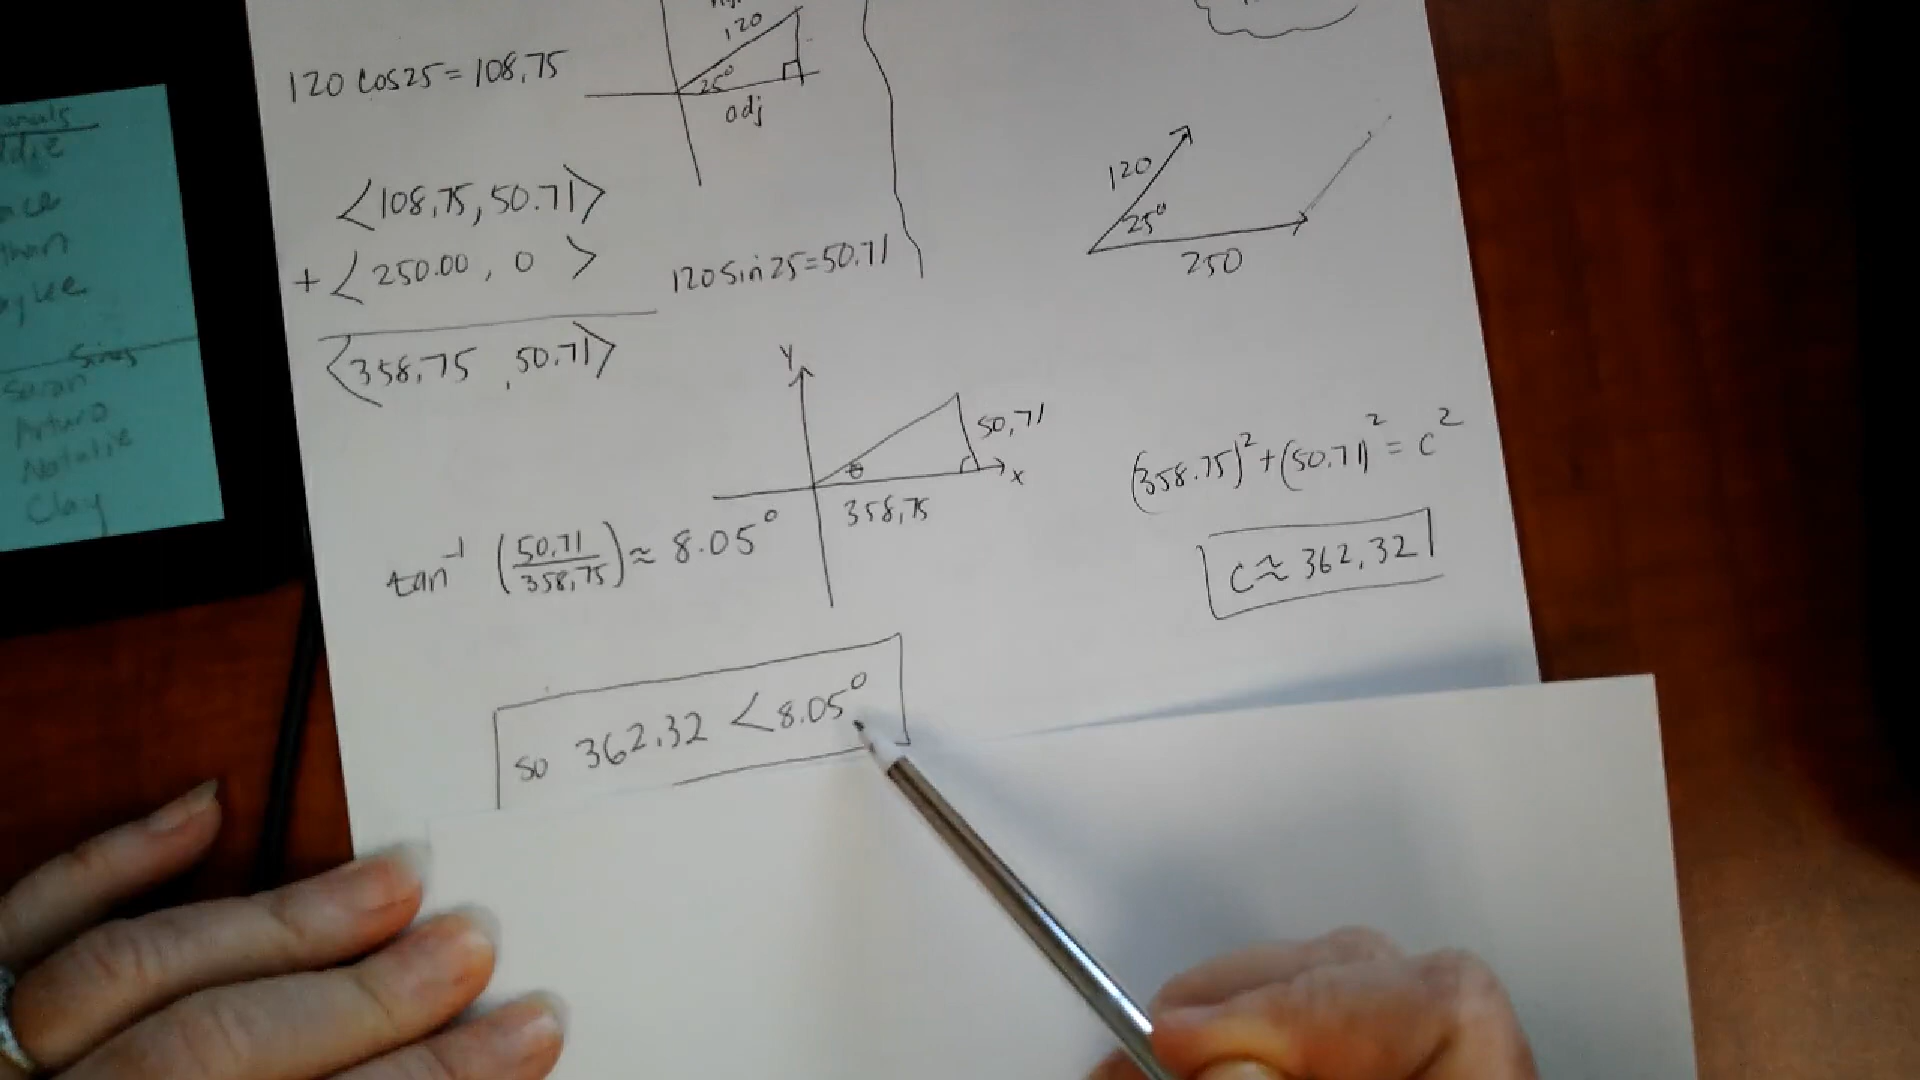 120 cos25 = 108.75
120
25°
adj
<108.75, 50.71>
+ <250.00, 0>
<358.75, 50.71>
120 sin 25 = 50.71
120
25°
250
y
50.71
θ
x
358.75
tan⁻¹ (50.71/358.75) ≈ 8.05°
(358.75)² + (50.71)² = c²
c ≈ 362.32
so 362.32 < 8.05°
Sines
Sarah
Arturo
Natalie
Clay